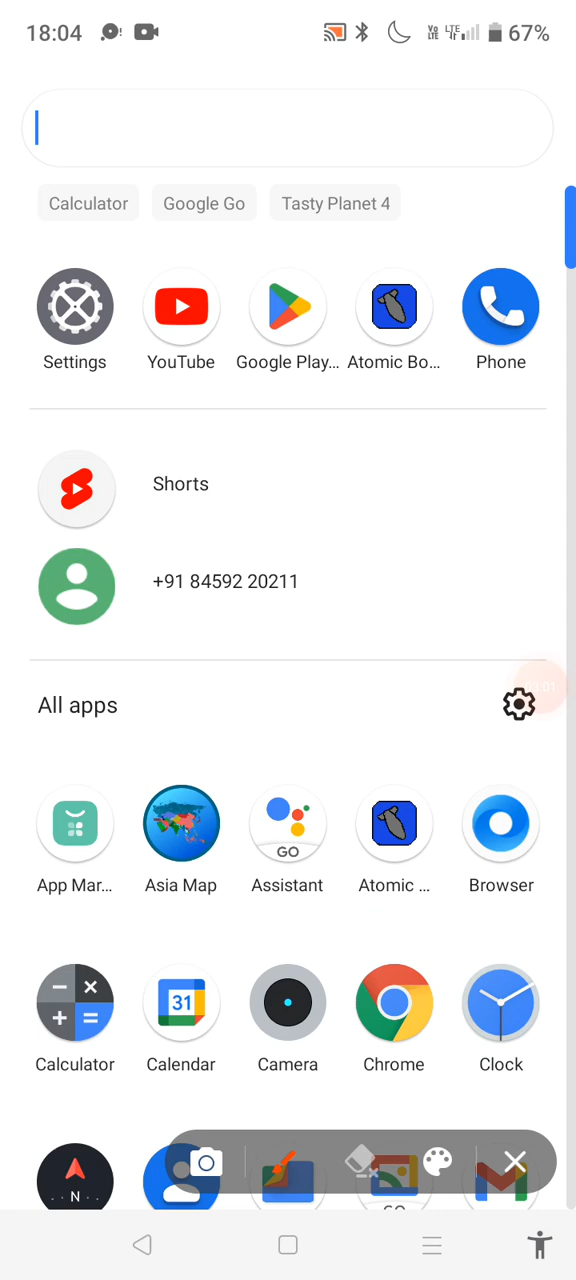 18:04 67%
Calculator Google Go Tasty Planet 4
Settings YouTube Google Play... Atomic Bo... Phone
Shorts
+91 84592 20211
All apps
GO
App Mar... Asia Map Assistant Atomic ... Browser
31
Calculator Calendar Camera Chrome Clock
N